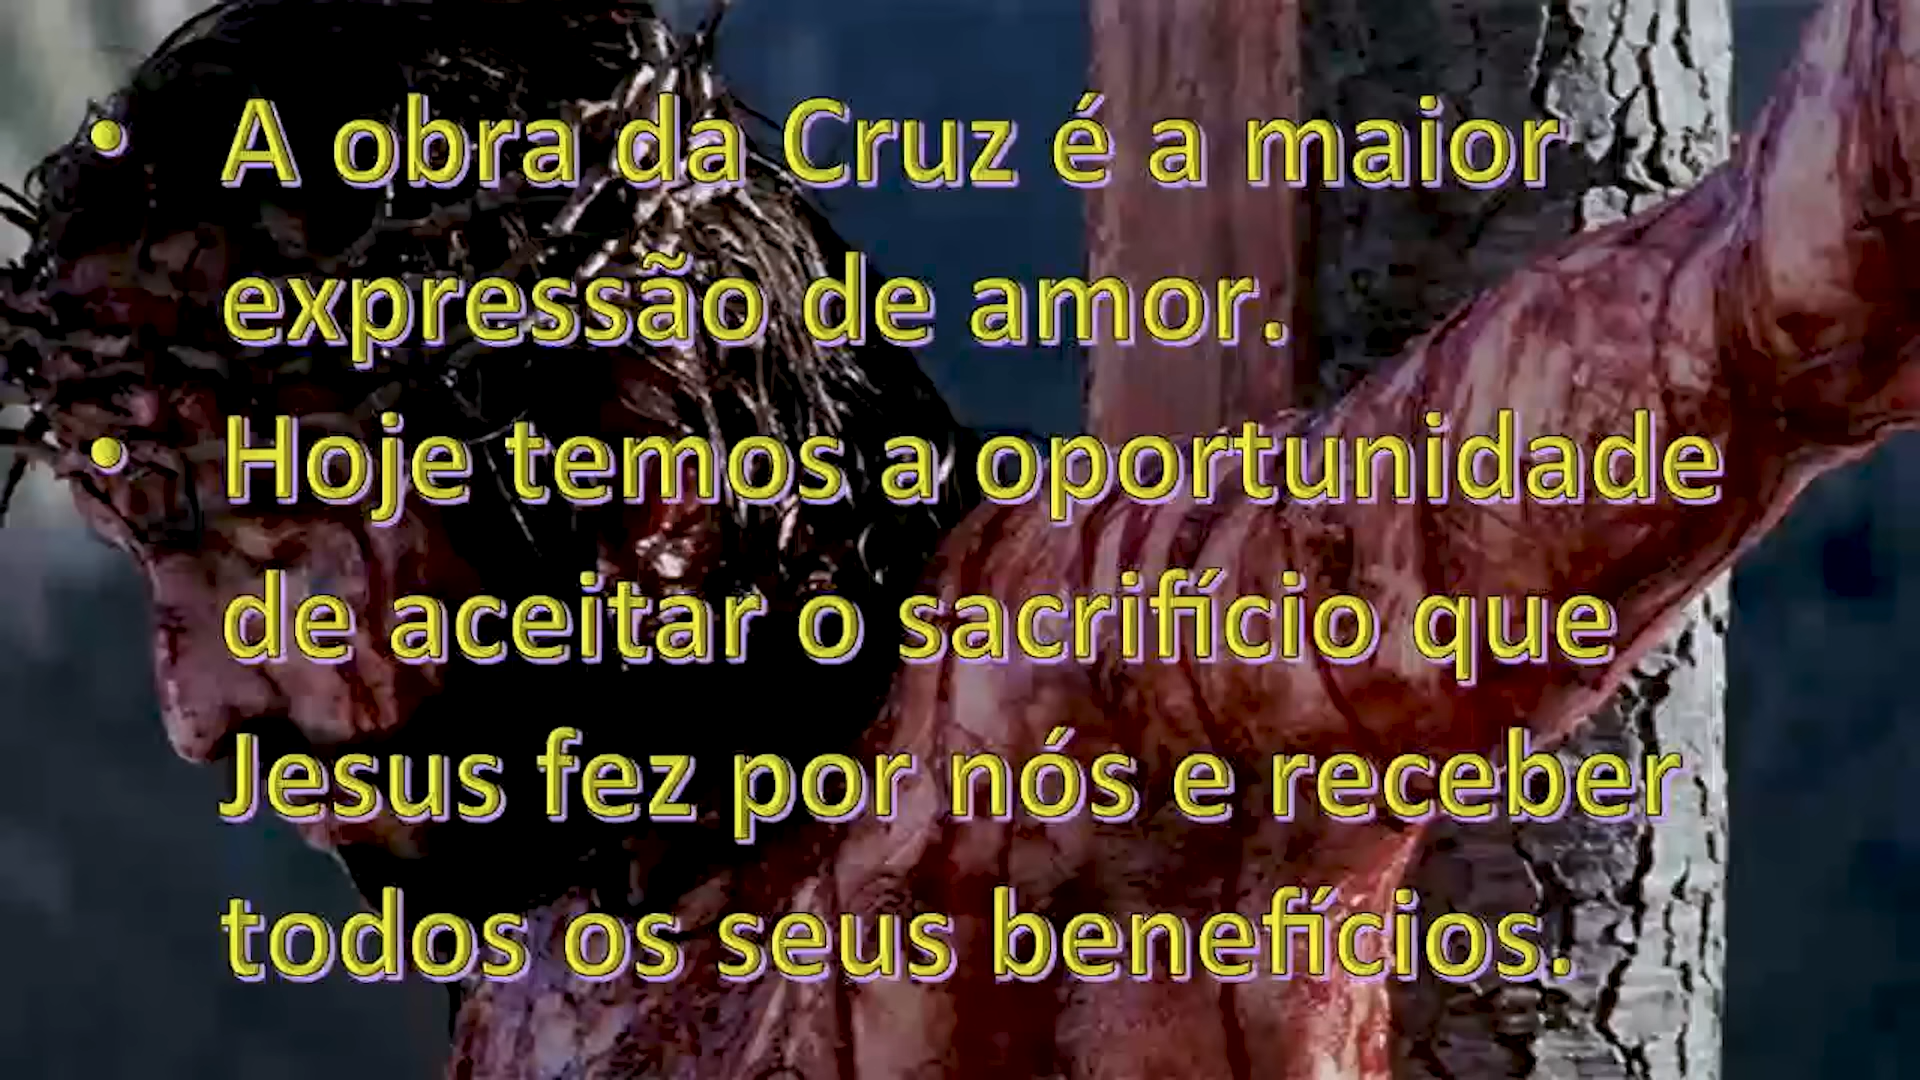 • A obra da Cruz é a maior
expressão de amor.
• Hoje temos a oportunidade
de aceitar o sacrifício que
Jesus fez por nós e receber
todos os seus benefícios.